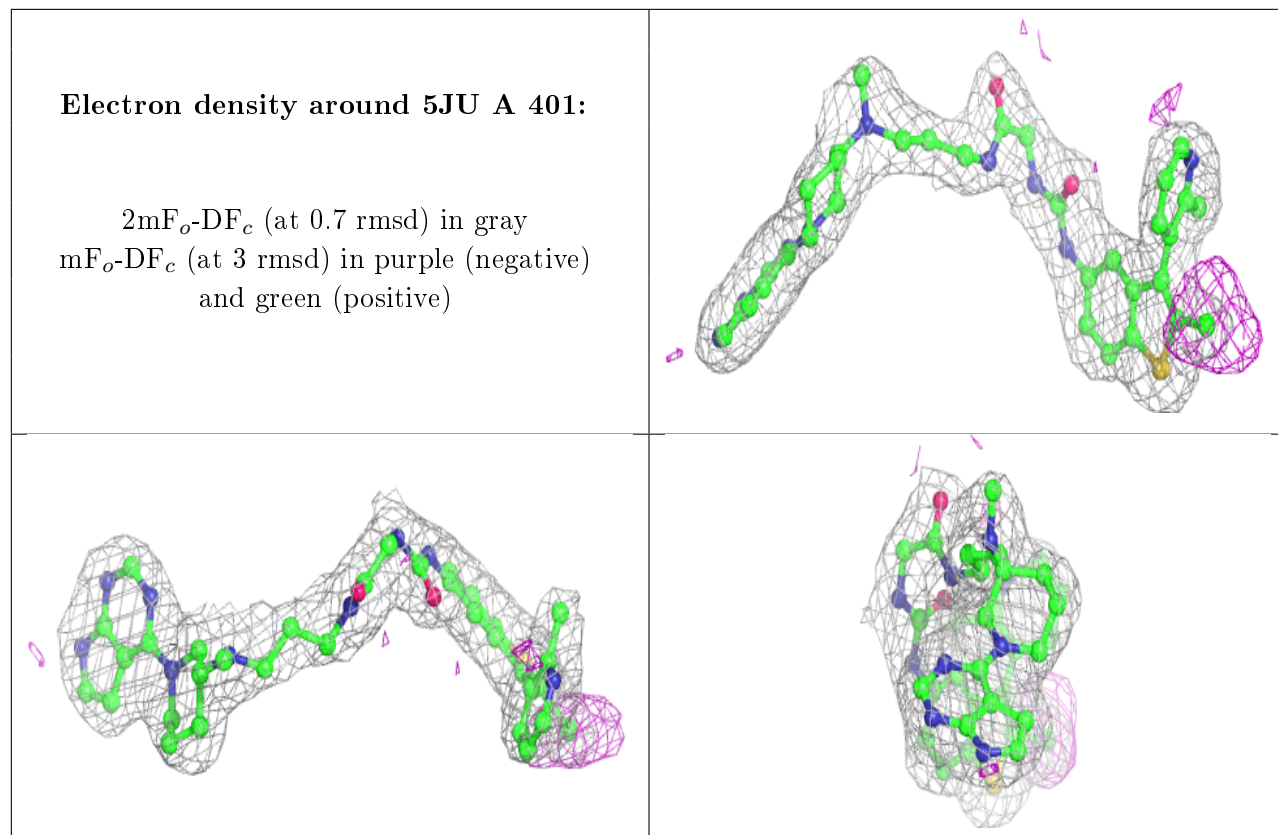 Electron density around 5JU A 401:
2mFₒ-DF𝒸 (at 0.7 rmsd) in gray
mFₒ-DF𝒸 (at 3 rmsd) in purple (negative)
and green (positive)